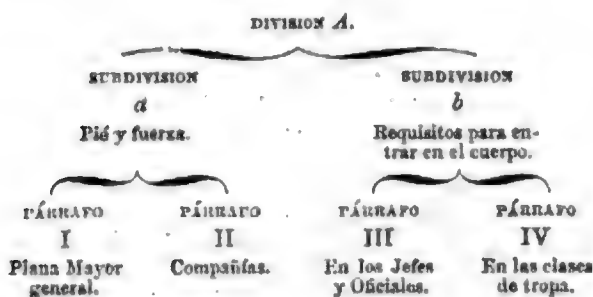 DIVISION A.
SUBDIVISION
a
Pié y fuerza.
SUBDIVISION
b
Requisitos para en-
trar en el cuerpo.
PÁRRAFO
I
Plana Mayor
general.
PÁRRAFO
II
Compañías.
PÁRRAFO
III
En los Jefes
y Oficiales.
PÁRRAFO
IV
En las clases
de tropa.